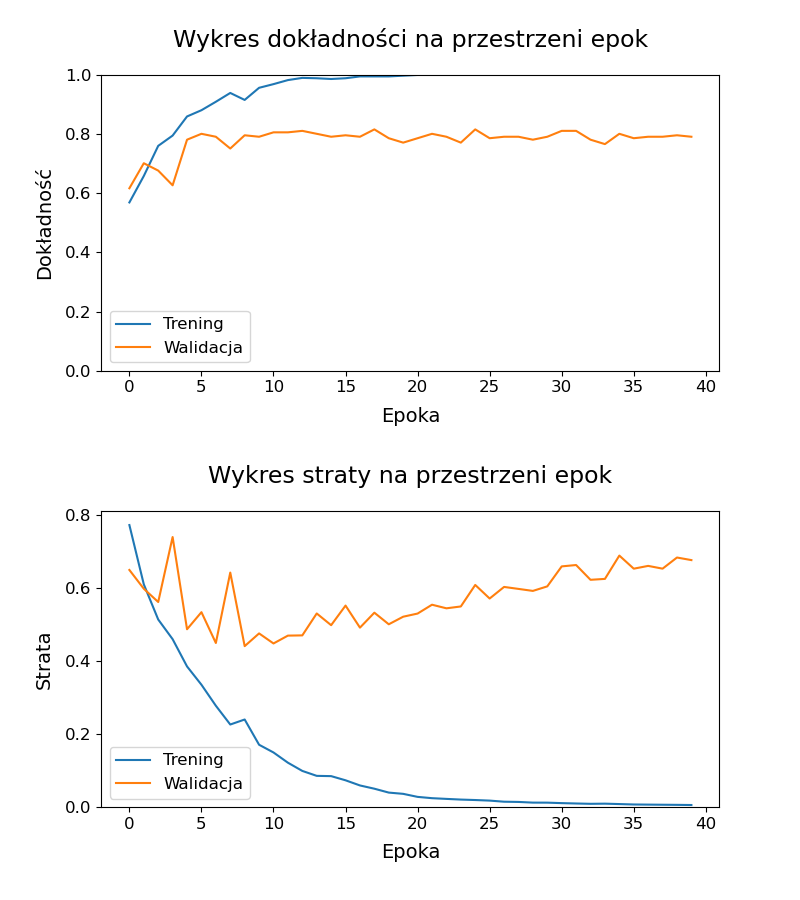 Wykres dokładności na przestrzeni epok
1.0
0.8
0.6
0.4
0.2
0.0
Dokładność
Trening
Walidacja
0 5 10 15 20 25 30 35 40
Epoka
Wykres straty na przestrzeni epok
0.8
0.6
0.4
0.2
0.0
Strata
Trening
Walidacja
0 5 10 15 20 25 30 35 40
Epoka